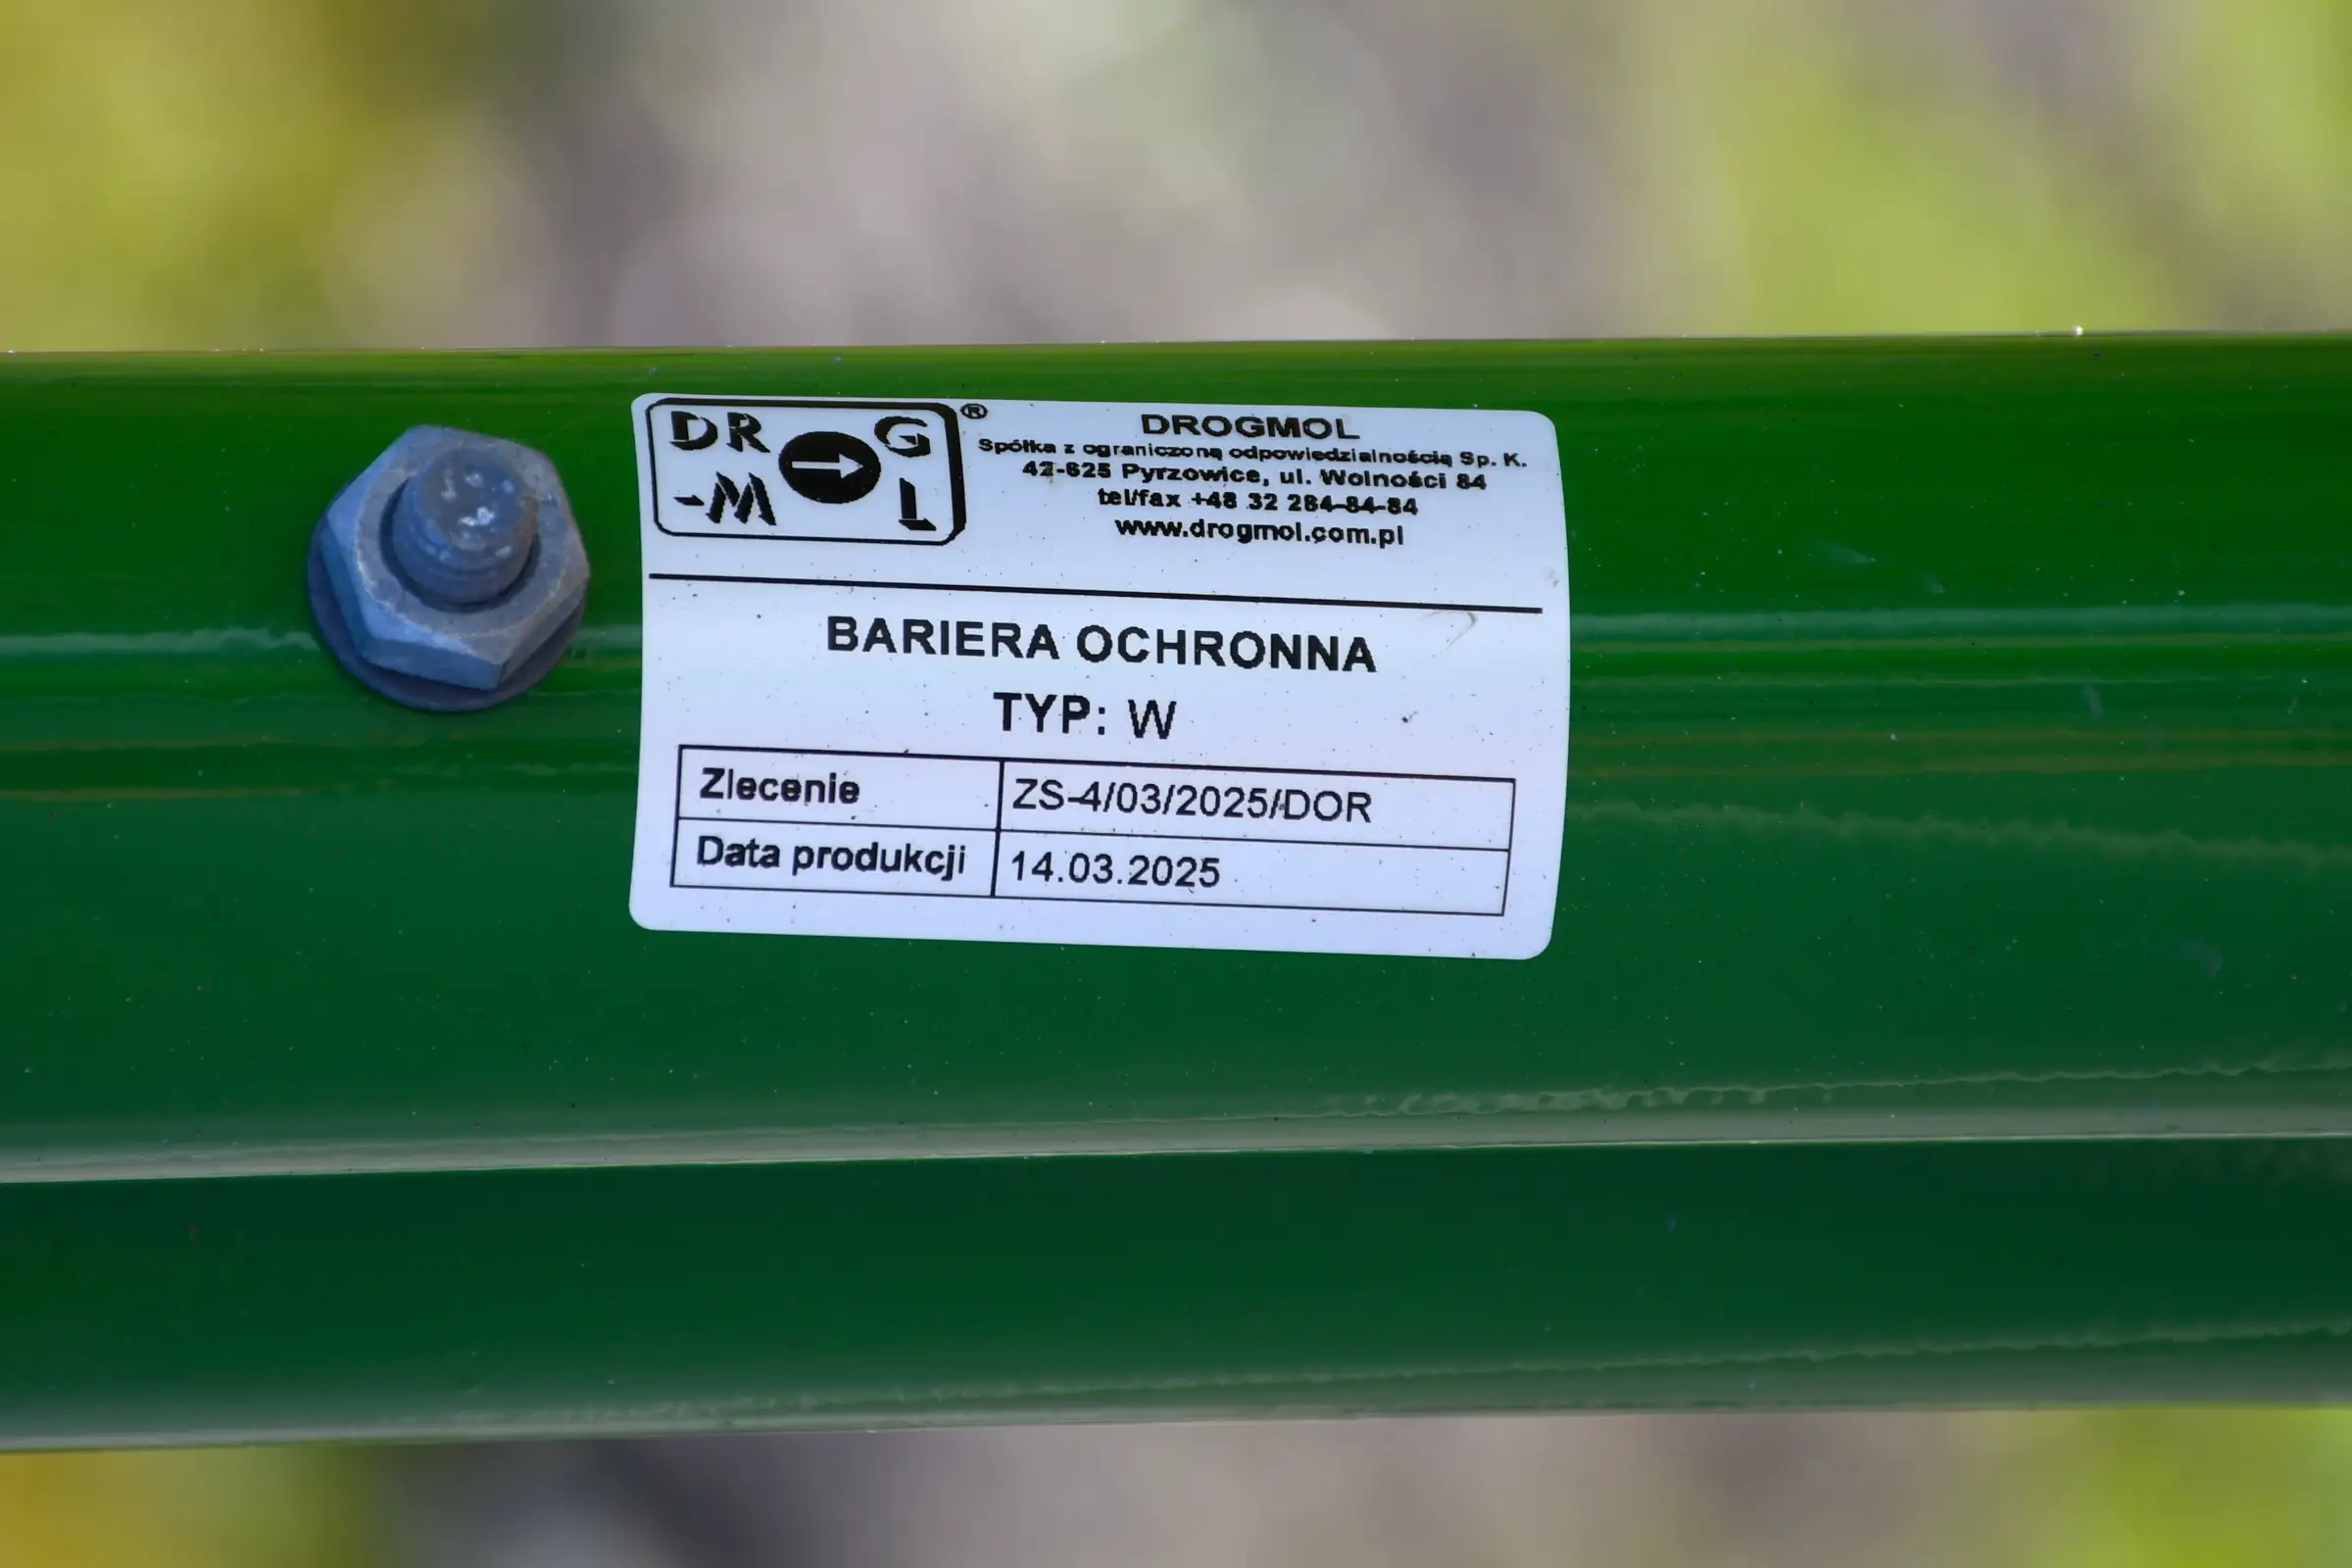 DR G
-M L
®
DROGMOL
Spółka z ograniczoną odpowiedzialnością Sp. K.
42-625 Pyrzowice, ul. Wolności 84
tel/fax +48 32 284-84-84
www.drogmol.com.pl
BARIERA OCHRONNA
TYP: W
Zlecenie ZS-4/03/2025/DOR
Data produkcji 14.03.2025